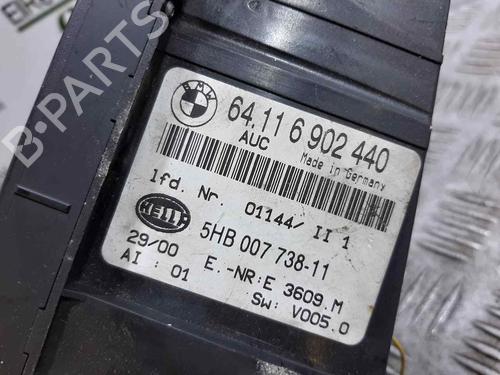 BMW
64.11 6 902 440
AUC
Made in Germany
lfd. Nr. 01144/ II 1
HELLA
5HB 007 738-11
29/00
E.-NR:E 3609.M
AI : 01
SW: V005.0
B-PARTS